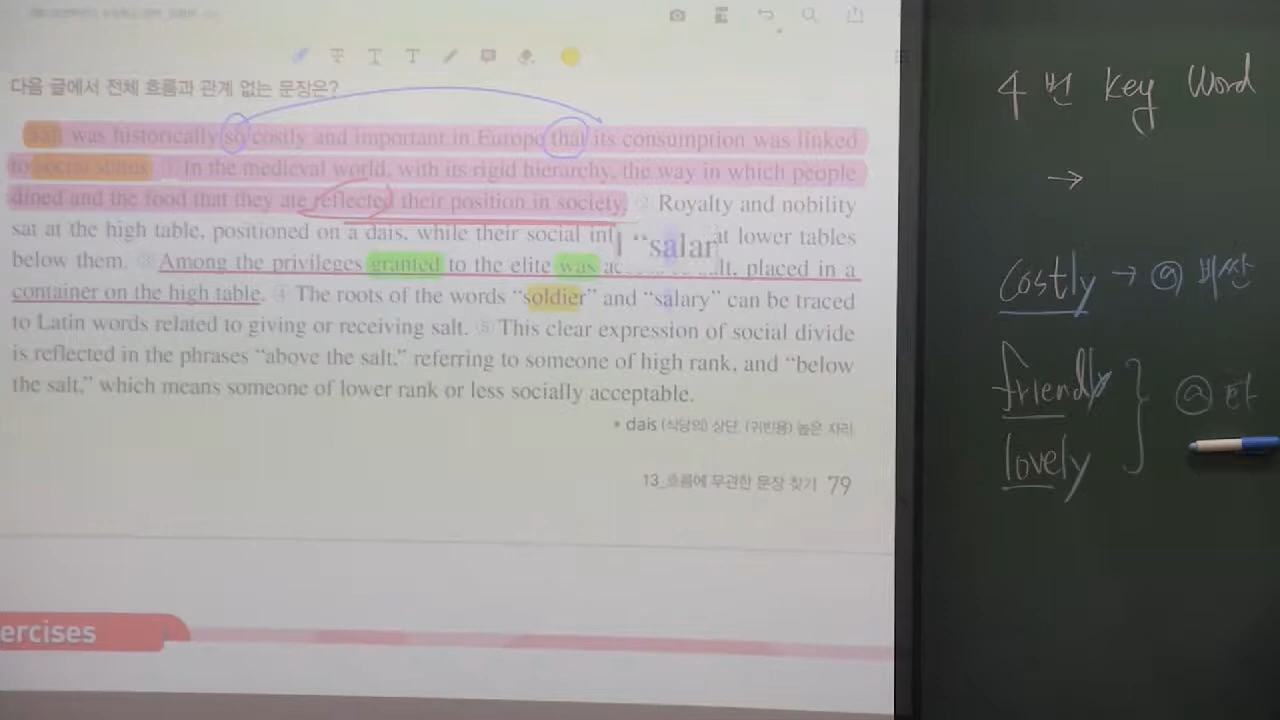 다음 글에서 전체 흐름과 관계 없는 문장은?
Salt was historically so costly and important in Europe that its consumption was linked
to social status. ① In the medieval world, with its rigid hierarchy, the way in which people
dined and the food that they ate reflected their position in society. ② Royalty and nobility
sat at the high table, positioned on a dais, while their social inf at lower tables
below them. ③ Among the privileges granted to the elite was lt, placed in a
container on the high table. ④ The roots of the words “soldier” and “salary” can be traced
to Latin words related to giving or receiving salt. ⑤ This clear expression of social divide
is reflected in the phrases “above the salt,” referring to someone of high rank, and “below
the salt,” which means someone of lower rank or less socially acceptable.
“salar
* dais (식당의) 상단, (귀빈용) 높은 자리
13_흐름에 무관한 문장 찾기 79
ercises
4번 Key Word
→
costly → ⓐ 비싼
friendly
lovely
ⓐ